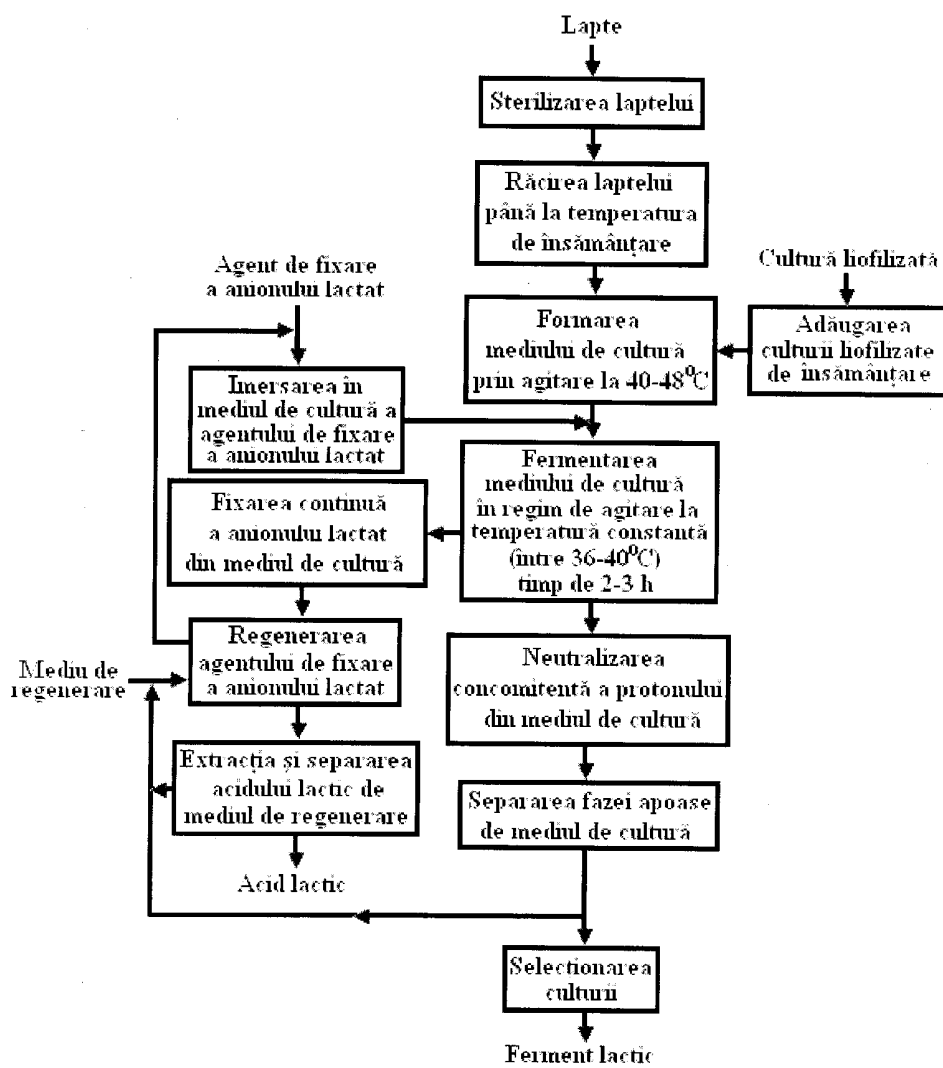 Lapte
Sterilizarea laptelui
Răcirea laptelui
până la temperatura
de însămânțare
Agent de fixare
a anionului lactat
Cultură liofilizată
Formarea
mediului de cultură
prin agitare la 40-48⁰C
Adăugarea
culturii liofilizate
de însămânțare
Imersarea în
mediul de cultură a
agentului de fixare
a anionului lactat
Fermentarea
mediului de cultură
în regim de agitare la
temperatură constantă
(între 36-40⁰C)
timp de 2-3 h
Fixarea continuă
a anionului lactat
din mediul de cultură
Regenerarea
agentului de fixare
a anionului lactat
Mediu de
regenerare
Neutralizarea
concomitentă a protonului
din mediul de cultură
Extracția și separarea
acidului lactic de
mediul de regenerare
Separarea fazei apoase
de mediul de cultură
Acid lactic
Selectionarea
culturii
Ferment lactic